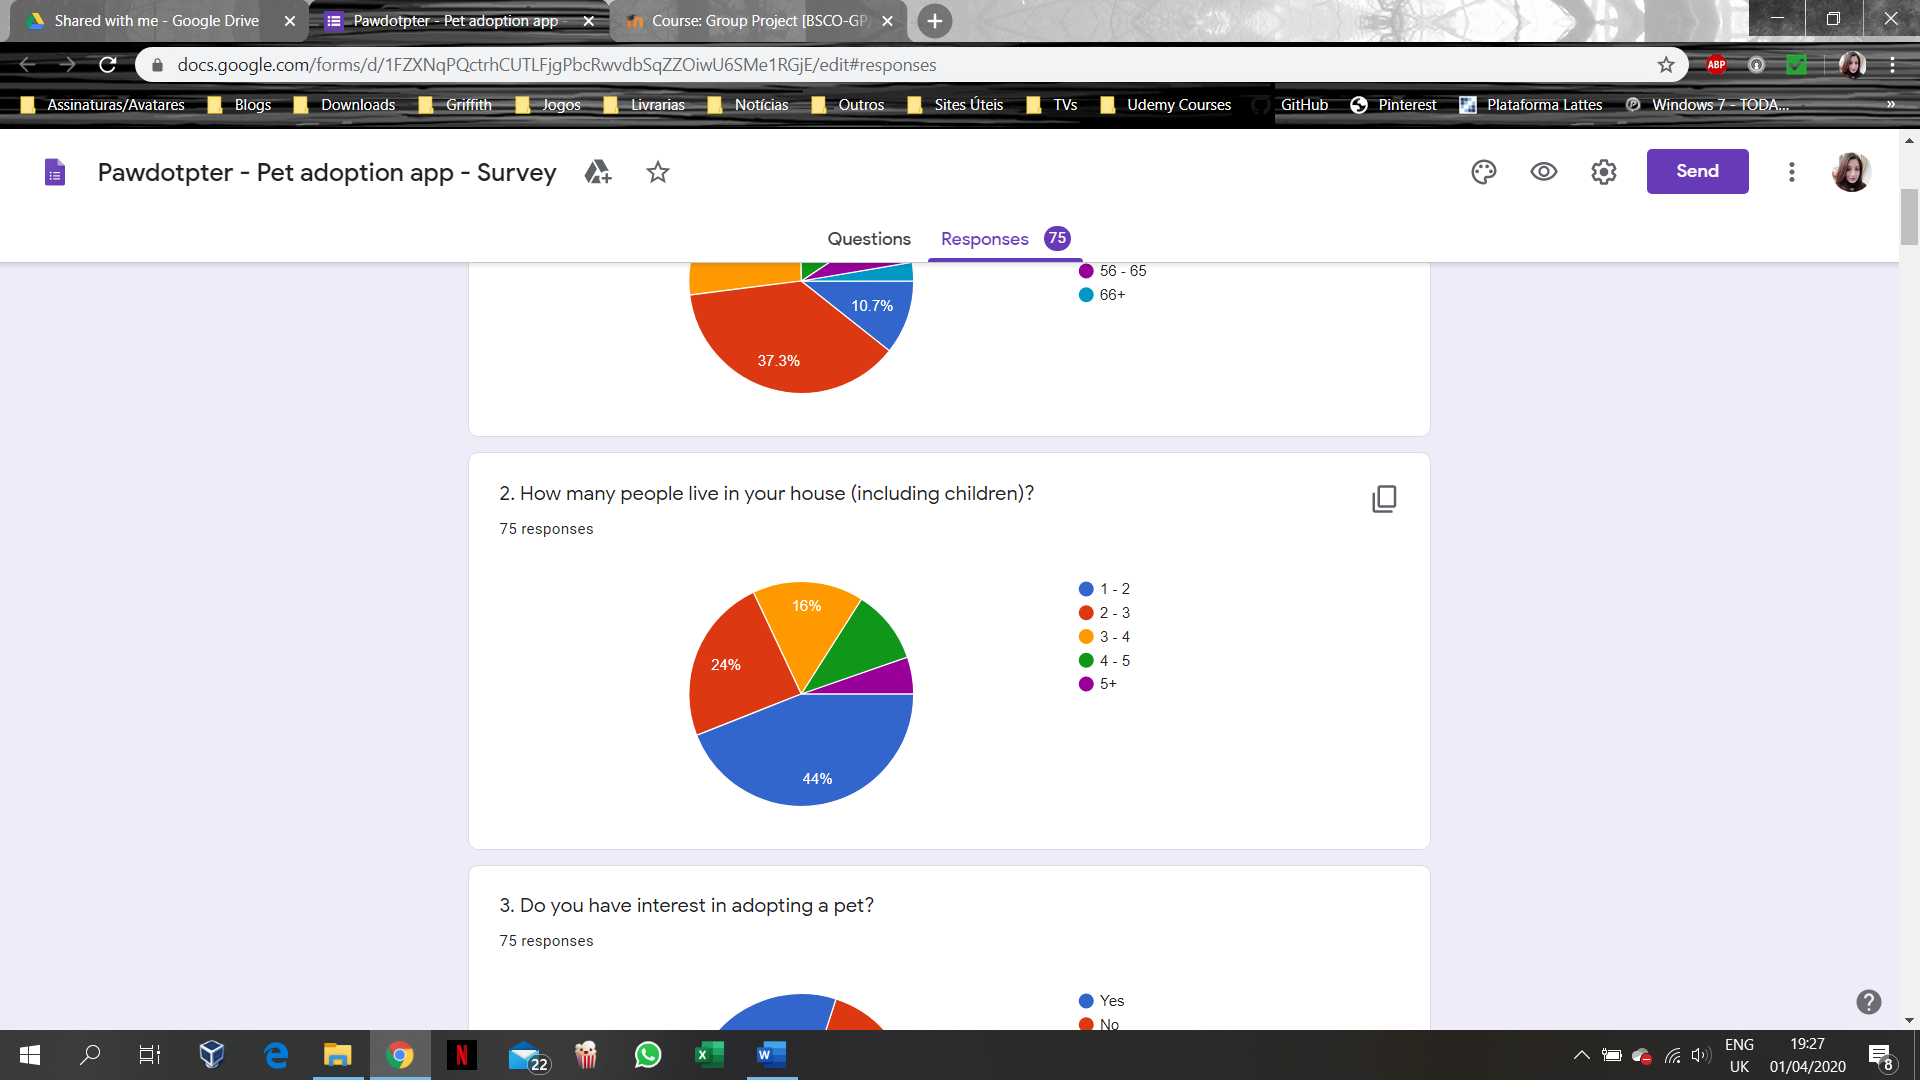 Shared with me - Google Drive
Pawdotpter - Pet adoption app -
Course: Group Project [BSCO-GP
docs.google.com/forms/d/1FZXNqPQctrhCUTLFjgPbcRwvdbSqZZOiwU6SMe1RGjE/edit#responses
ABP
Assinaturas/Avatares Blogs Downloads Griffith Jogos Livrarias Notícias Outros Sites Úteis TVs Udemy Courses GitHub Pinterest Plataforma Lattes Windows 7 - TODA... »
Pawdotpter - Pet adoption app - Survey
Send
Questions Responses 75
56 - 65
66+
10.7%
37.3%
2. How many people live in your house (including children)?
75 responses
16%
24%
44%
1 - 2
2 - 3
3 - 4
4 - 5
5+
3. Do you have interest in adopting a pet?
75 responses
Yes
No
N
22
ENG
UK
19:27
01/04/2020
8